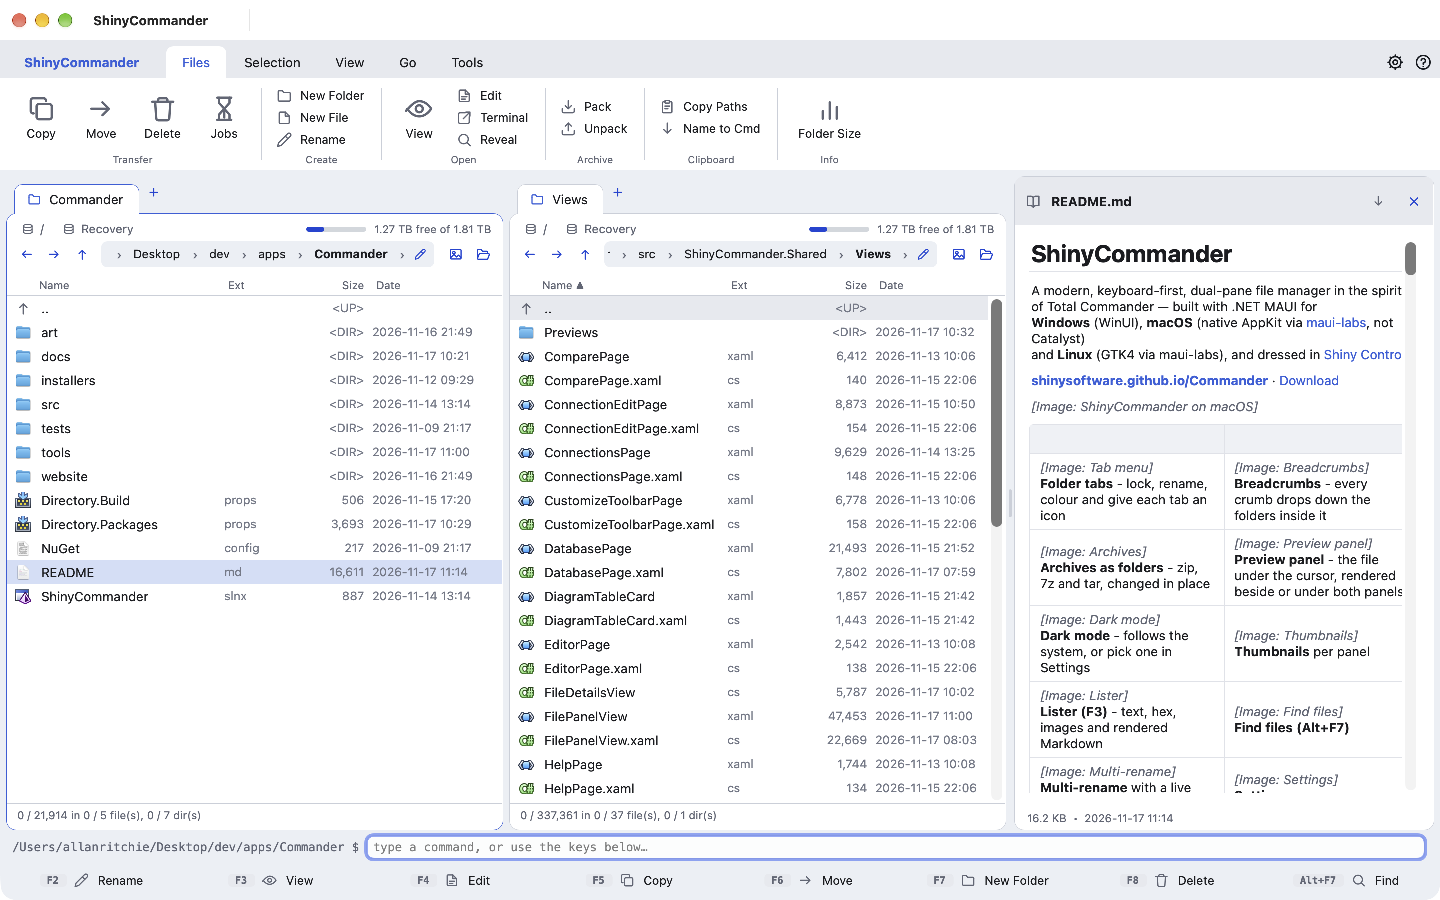 ShinyCommander
ShinyCommander Files Selection View Go Tools
Copy Move Delete Jobs
Transfer
New Folder
New File
Rename
Create
View
Edit
Terminal
Reveal
Open
Pack
Unpack
Archive
Copy Paths
Name to Cmd
Clipboard
Folder Size
Info
Commander +
/ Recovery 1.27 TB free of 1.81 TB
Desktop › dev › apps › Commander ›
Name Ext Size Date
.. <UP>
art <DIR> 2026-11-16 21:49
docs <DIR> 2026-11-17 10:21
installers <DIR> 2026-11-12 09:29
src <DIR> 2026-11-14 13:14
tests <DIR> 2026-11-09 21:17
tools <DIR> 2026-11-17 11:00
website <DIR> 2026-11-16 21:49
Directory.Build props 506 2026-11-15 17:20
Directory.Packages props 3,693 2026-11-17 10:29
NuGet config 217 2026-11-09 21:17
README md 16,611 2026-11-17 11:14
ShinyCommander slnx 887 2026-11-14 13:14
0 / 21,914 in 0 / 5 file(s), 0 / 7 dir(s)
Views +
/ Recovery 1.27 TB free of 1.81 TB
› src › ShinyCommander.Shared › Views ›
Name ▲ Ext Size Date
.. <UP>
Previews <DIR> 2026-11-17 10:32
ComparePage xaml 6,412 2026-11-13 10:06
ComparePage.xaml cs 140 2026-11-15 22:06
ConnectionEditPage xaml 8,873 2026-11-15 10:50
ConnectionEditPage.xaml cs 154 2026-11-15 22:06
ConnectionsPage xaml 9,629 2026-11-14 13:25
ConnectionsPage.xaml cs 148 2026-11-15 22:06
CustomizeToolbarPage xaml 6,778 2026-11-13 10:06
CustomizeToolbarPage.xaml cs 158 2026-11-15 22:06
DatabasePage xaml 21,493 2026-11-15 21:52
DatabasePage.xaml cs 7,802 2026-11-17 07:59
DiagramTableCard xaml 1,857 2026-11-15 21:42
DiagramTableCard.xaml cs 1,443 2026-11-15 21:42
EditorPage xaml 2,542 2026-11-13 10:08
EditorPage.xaml cs 138 2026-11-15 22:06
FileDetailsView cs 5,787 2026-11-17 10:02
FilePanelView xaml 47,453 2026-11-17 11:00
FilePanelView.xaml cs 22,669 2026-11-17 08:03
HelpPage xaml 1,744 2026-11-13 10:08
HelpPage.xaml cs 134 2026-11-15 22:06
0 / 337,361 in 0 / 37 file(s), 0 / 1 dir(s)
README.md
ShinyCommander
A modern, keyboard-first, dual-pane file manager in the spirit
of Total Commander — built with .NET MAUI for
Windows (WinUI), macOS (native AppKit via maui-labs, not
Catalyst)
and Linux (GTK4 via maui-labs), and dressed in Shiny Contro
shinysoftware.github.io/Commander · Download
[Image: ShinyCommander on macOS]
[Image: Tab menu]
Folder tabs - lock, rename,
colour and give each tab an
icon
[Image: Breadcrumbs]
Breadcrumbs - every
crumb drops down the
folders inside it
[Image: Archives]
Archives as folders - zip,
7z and tar, changed in place
[Image: Preview panel]
Preview panel - the file
under the cursor, rendered
beside or under both panels
[Image: Dark mode]
Dark mode - follows the
system, or pick one in
Settings
[Image: Thumbnails]
Thumbnails per panel
[Image: Lister]
Lister (F3) - text, hex,
images and rendered
Markdown
[Image: Find files]
Find files (Alt+F7)
[Image: Multi-rename]
Multi-rename with a live
[Image: Settings]
16.2 KB • 2026-11-17 11:14
/Users/allanritchie/Desktop/dev/apps/Commander $ type a command, or use the keys below…
F2 Rename F3 View F4 Edit F5 Copy F6 Move F7 New Folder F8 Delete Alt+F7 Find